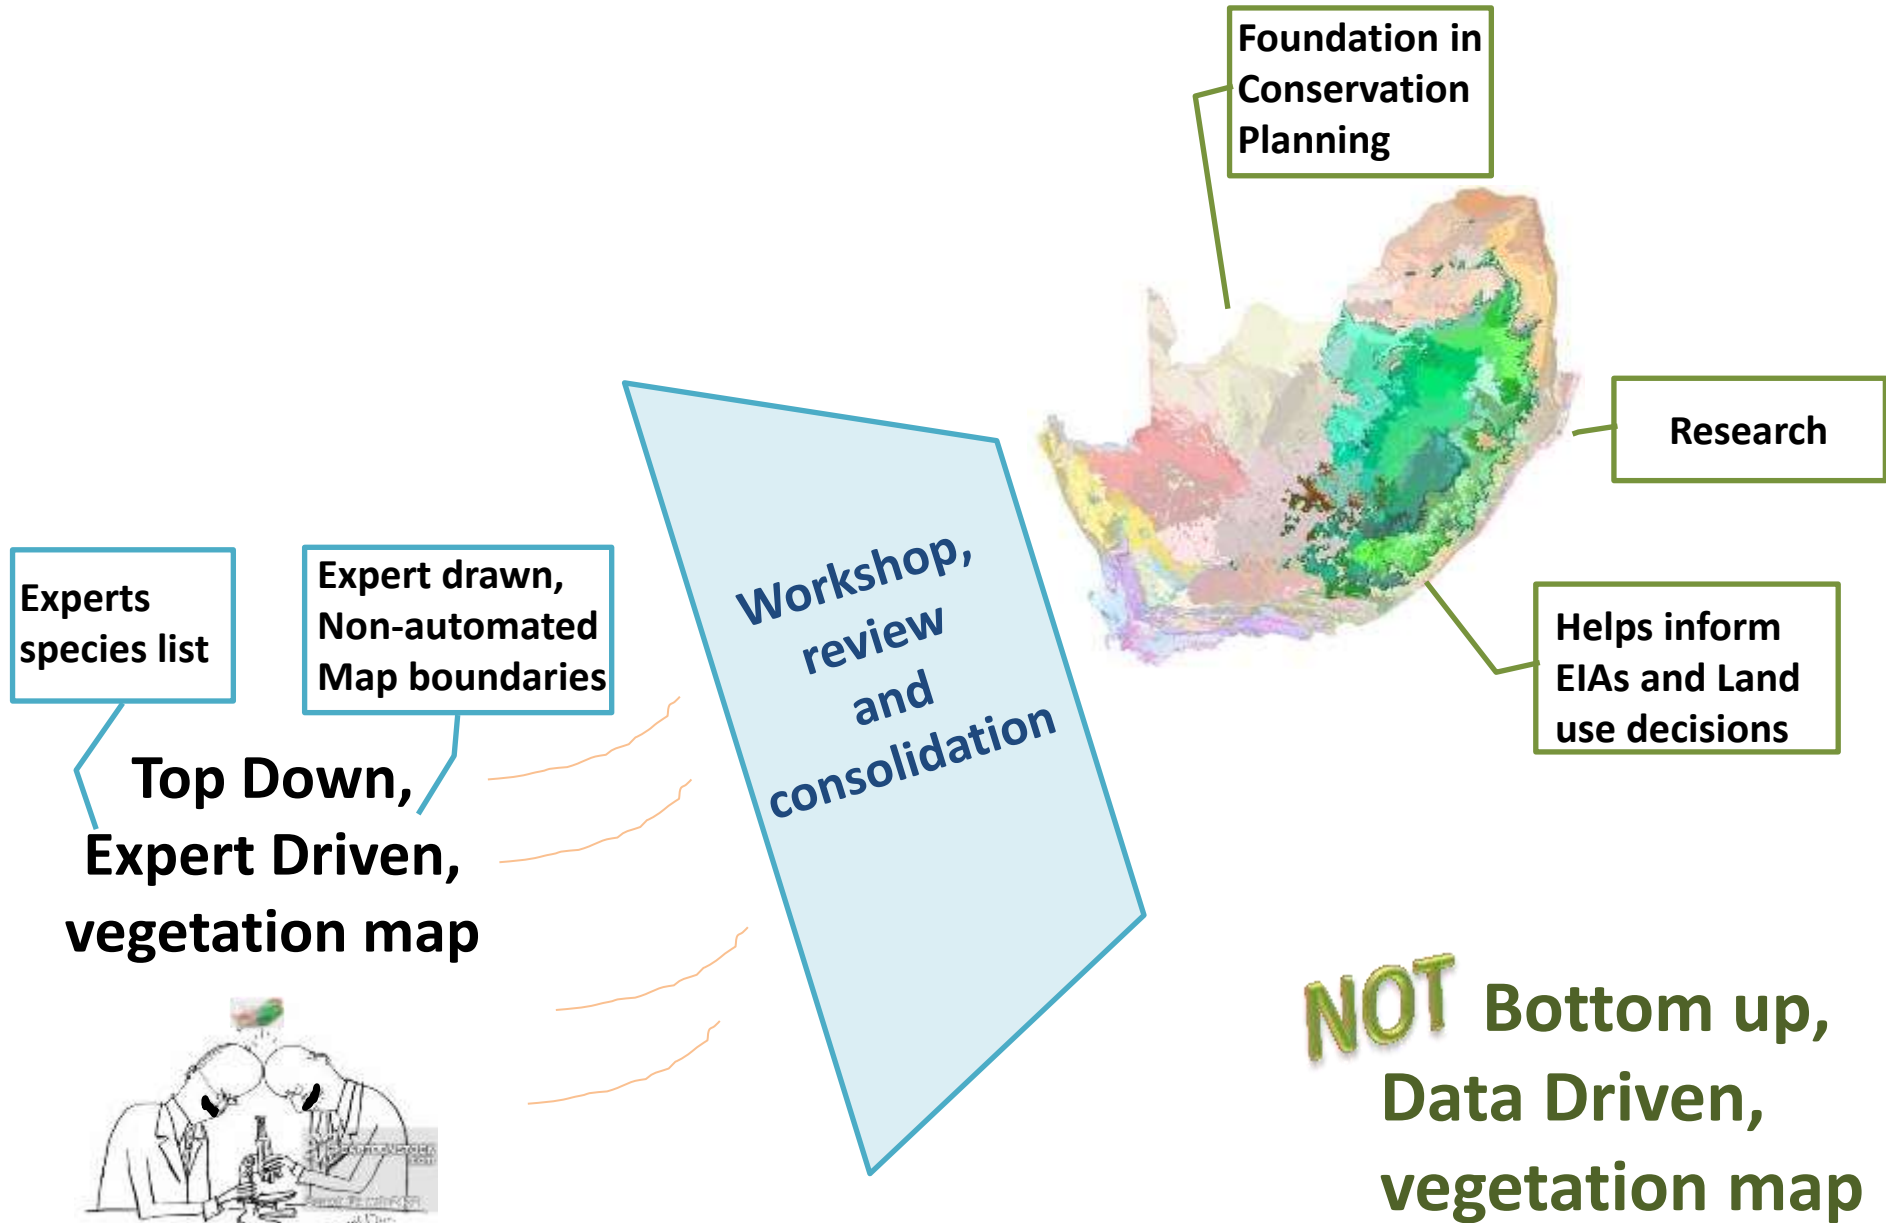 Foundation in
Conservation
Planning
Research
Helps inform
EIAs and Land
use decisions
Workshop,
review
and
consolidation
Experts
species list
Expert drawn,
Non-automated
Map boundaries
Top Down,
Expert Driven,
vegetation map
NOT Bottom up,
Data Driven,
vegetation map
CARTOONSTOCK
.com